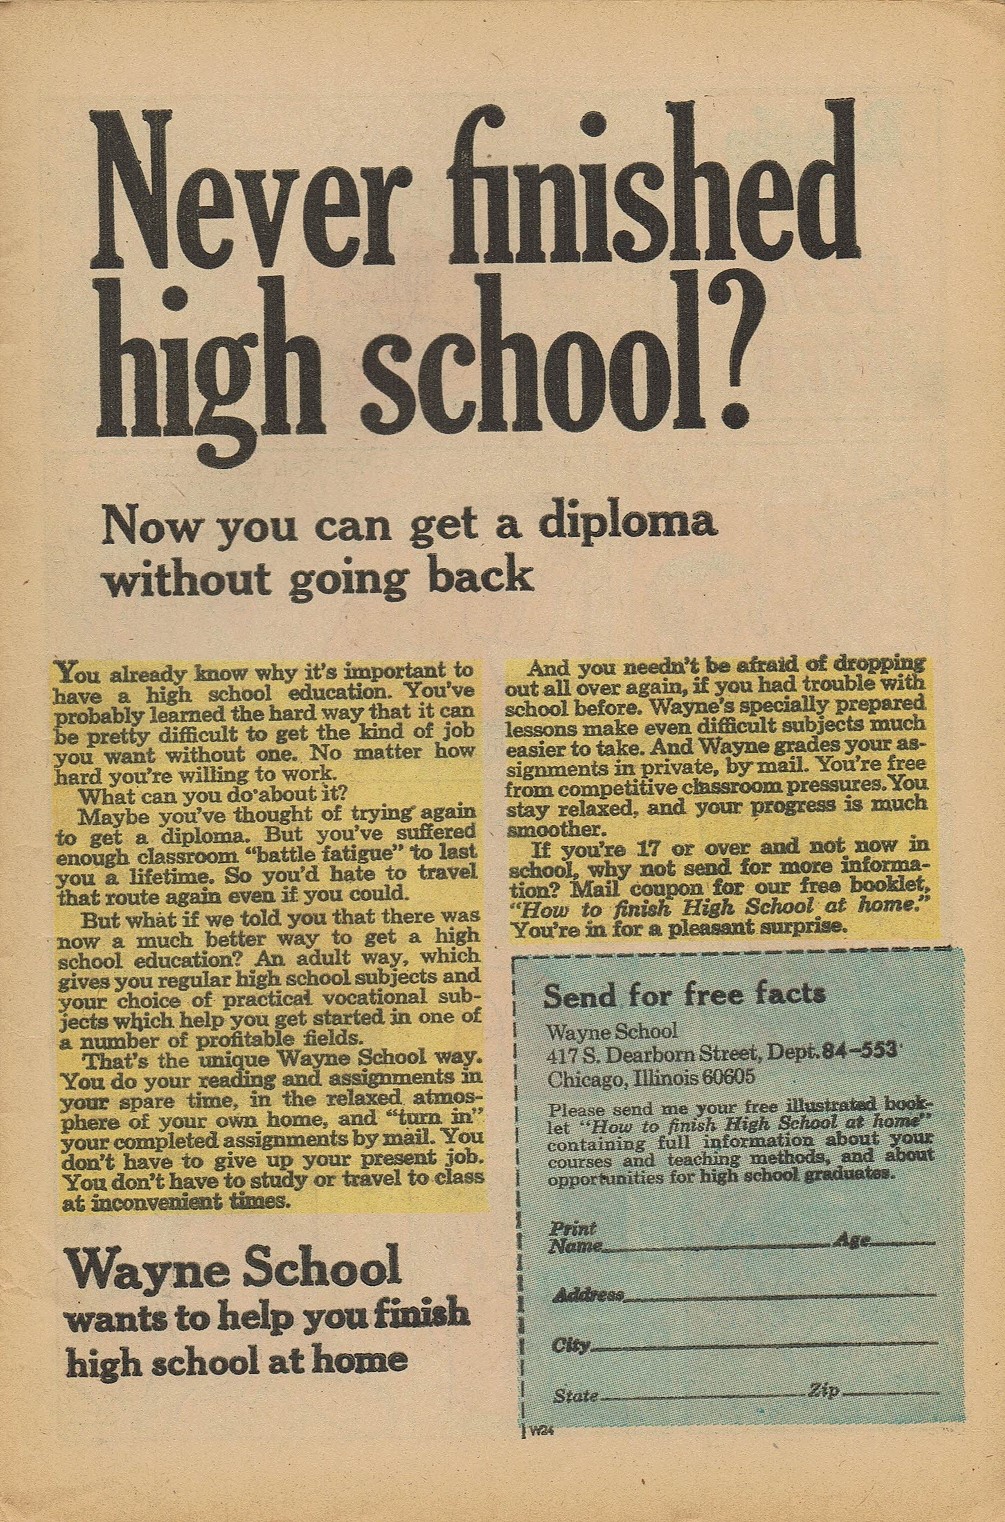 Never finished
high school?
Now you can get a diploma
without going back
You already know why it's important to
have a high school education. You've
probably learned the hard way that it can
be pretty difficult to get the kind of job
you want without one. No matter how
hard you're willing to work.
What can you do about it?
Maybe you've thought of trying again
to get a diploma. But you've suffered
enough classroom "battle fatigue" to last
you a lifetime. So you'd hate to travel
that route again even if you could.
But what if we told you that there was
now a much better way to get a high
school education? An adult way, which
gives you regular high school subjects and
your choice of practical vocational sub-
jects which help you get started in one of
a number of profitable fields.
That's the unique Wayne School way.
You do your reading and assignments in
your spare time, in the relaxed atmos-
phere of your own home, and "turn in"
your completed assignments by mail. You
don't have to give up your present job.
You don't have to study or travel to class
at inconvenient times.
Wayne School
wants to help you finish
high school at home
And you needn't be afraid of dropping
out all over again, if you had trouble with
school before. Wayne's specially prepared
lessons make even difficult subjects much
easier to take. And Wayne grades your as-
signments in private, by mail. You're free
from competitive classroom pressures. You
stay relaxed, and your progress is much
smoother.
If you're 17 or over and not now in
school, why not send for more informa-
tion? Mail coupon for our free booklet,
"How to finish High School at home."
You're in for a pleasant surprise.
Send for free facts
Wayne School
417 S. Dearborn Street, Dept. 84-553
Chicago, Illinois 60605
Please send me your free illustrated book-
let "How to finish High School at home"
containing full information about your
courses and teaching methods, and about
opportunities for high school graduates.
Print
Name Age
Address
City
State Zip
W24